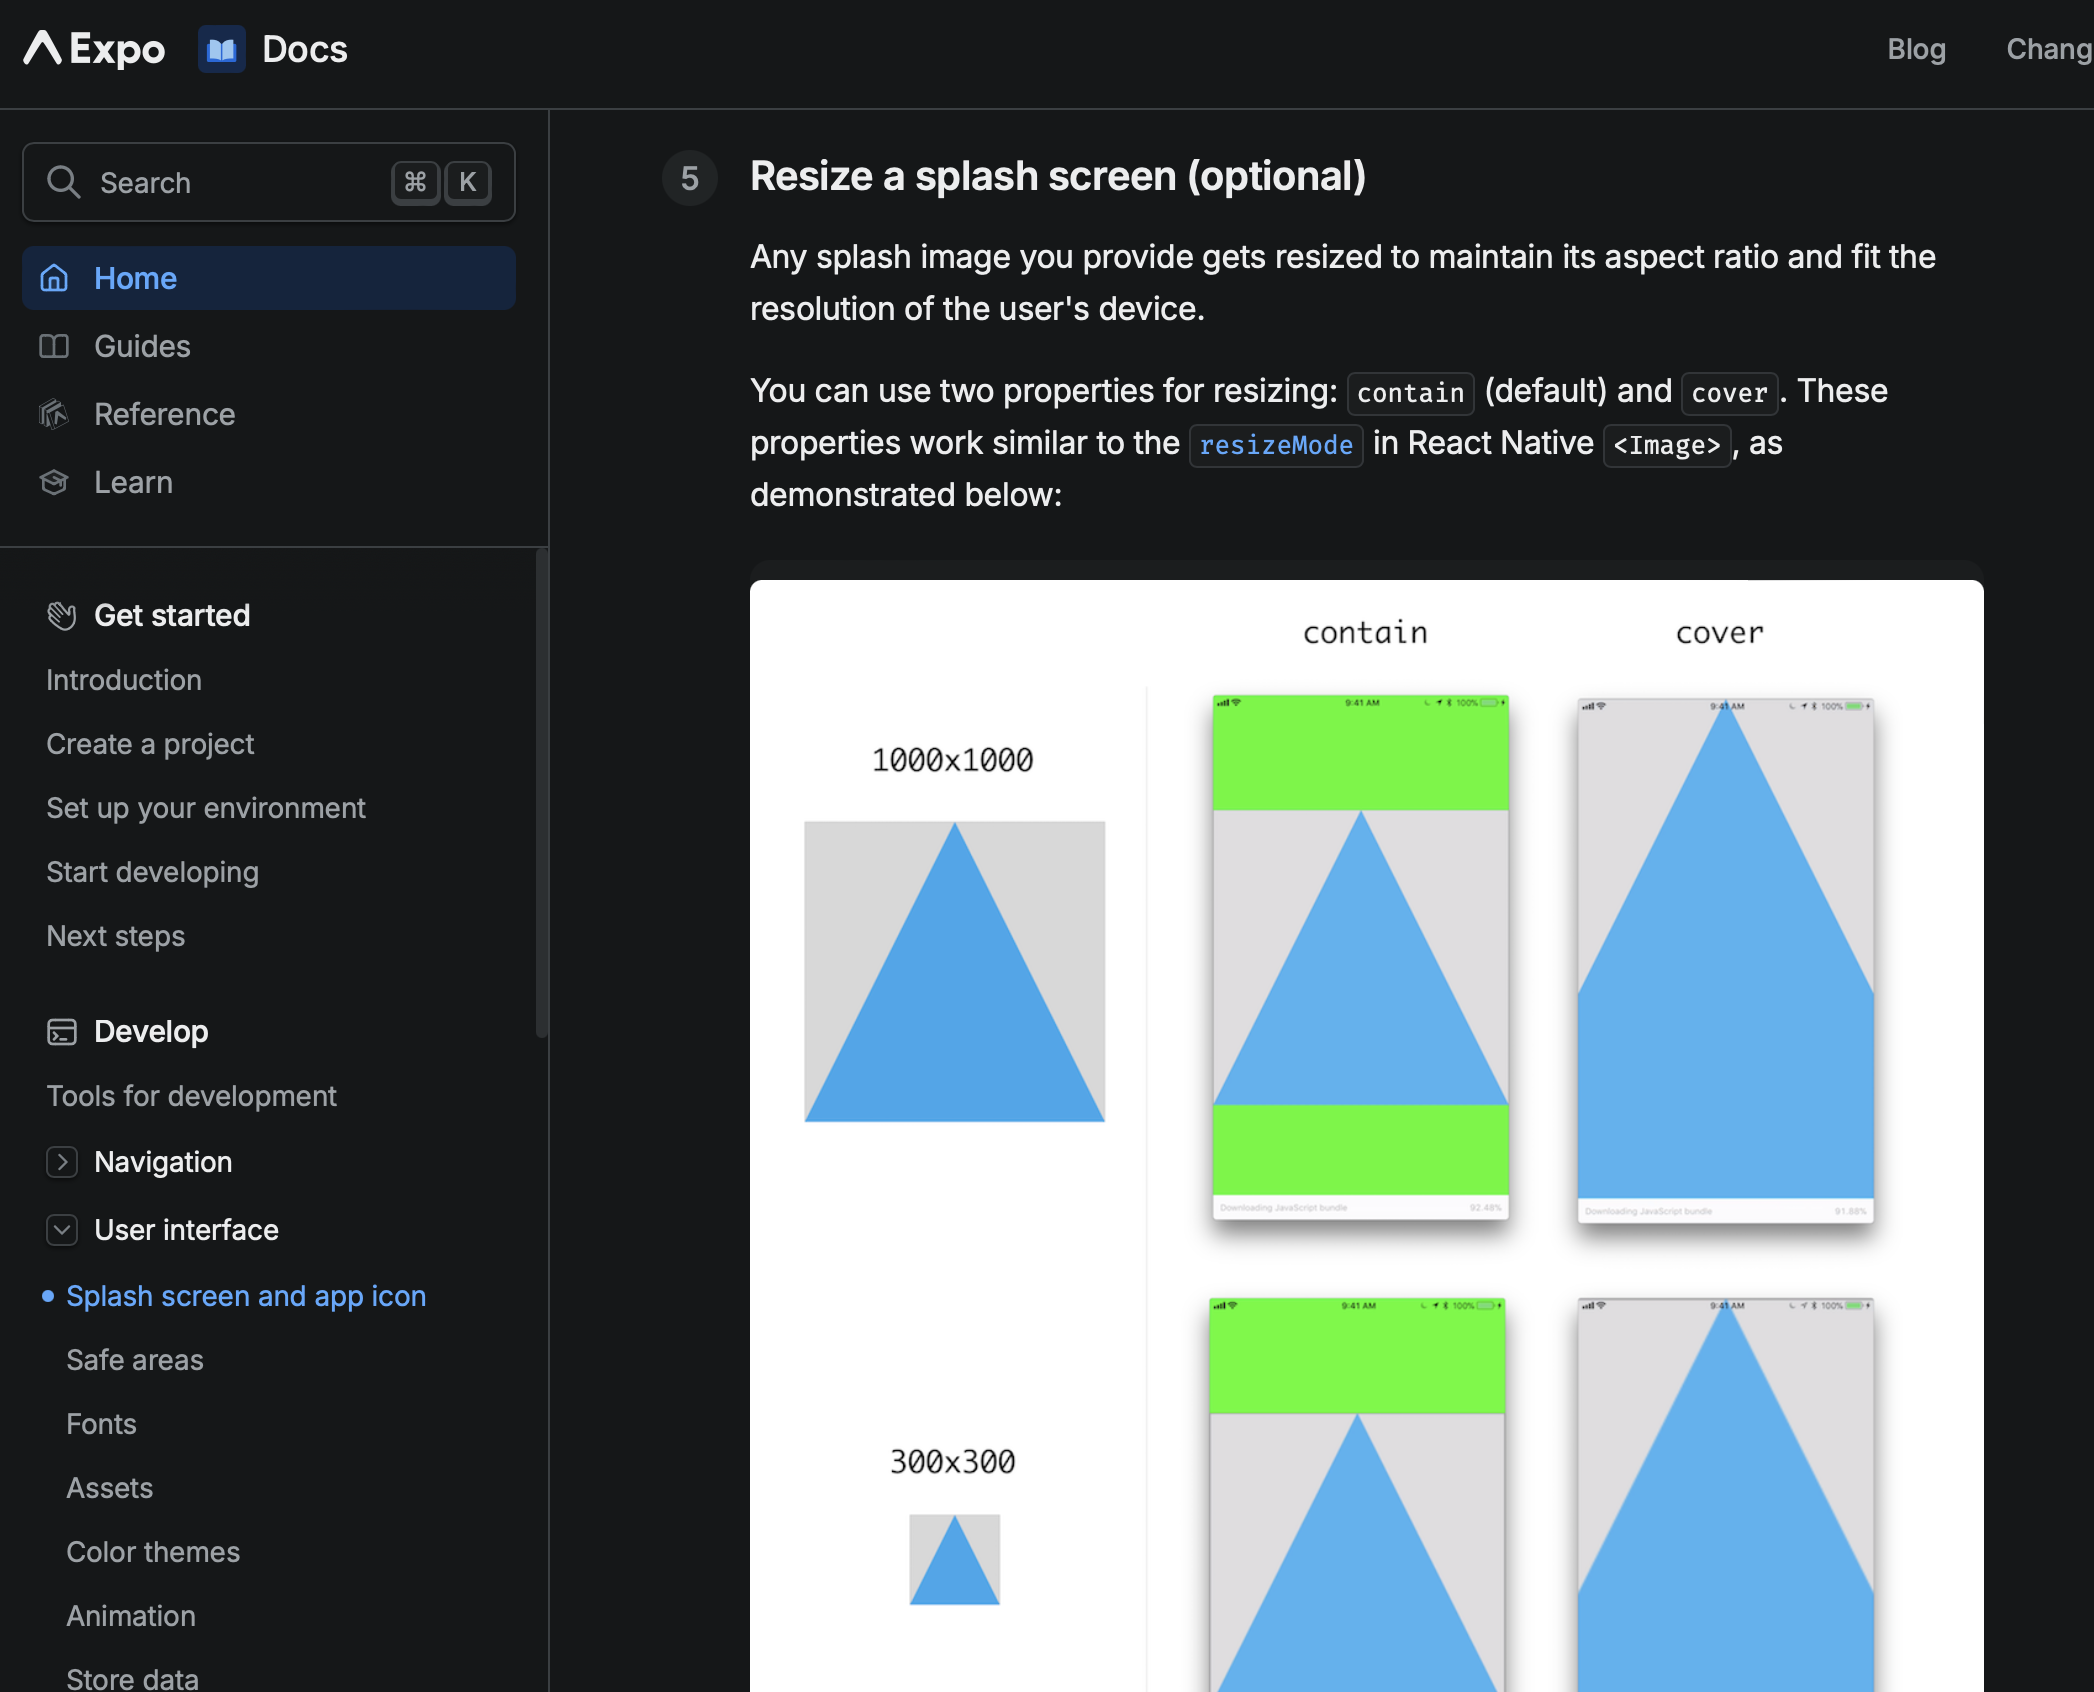 Expo Docs Blog Chang
Search ⌘ K
Home
Guides
Reference
Learn
Get started
Introduction
Create a project
Set up your environment
Start developing
Next steps
Develop
Tools for development
Navigation
User interface
Splash screen and app icon
Safe areas
Fonts
Assets
Color themes
Animation
Store data
5 Resize a splash screen (optional)
Any splash image you provide gets resized to maintain its aspect ratio and fit the
resolution of the user's device.
You can use two properties for resizing: contain (default) and cover. These
properties work similar to the resizeMode in React Native <Image>, as
demonstrated below:
contain cover
1000x1000
9:41 AM 100%
Downloading JavaScript bundle 92.48%
9:41 AM 100%
Downloading JavaScript bundle 91.88%
300x300
9:41 AM 100%
9:41 AM 100%